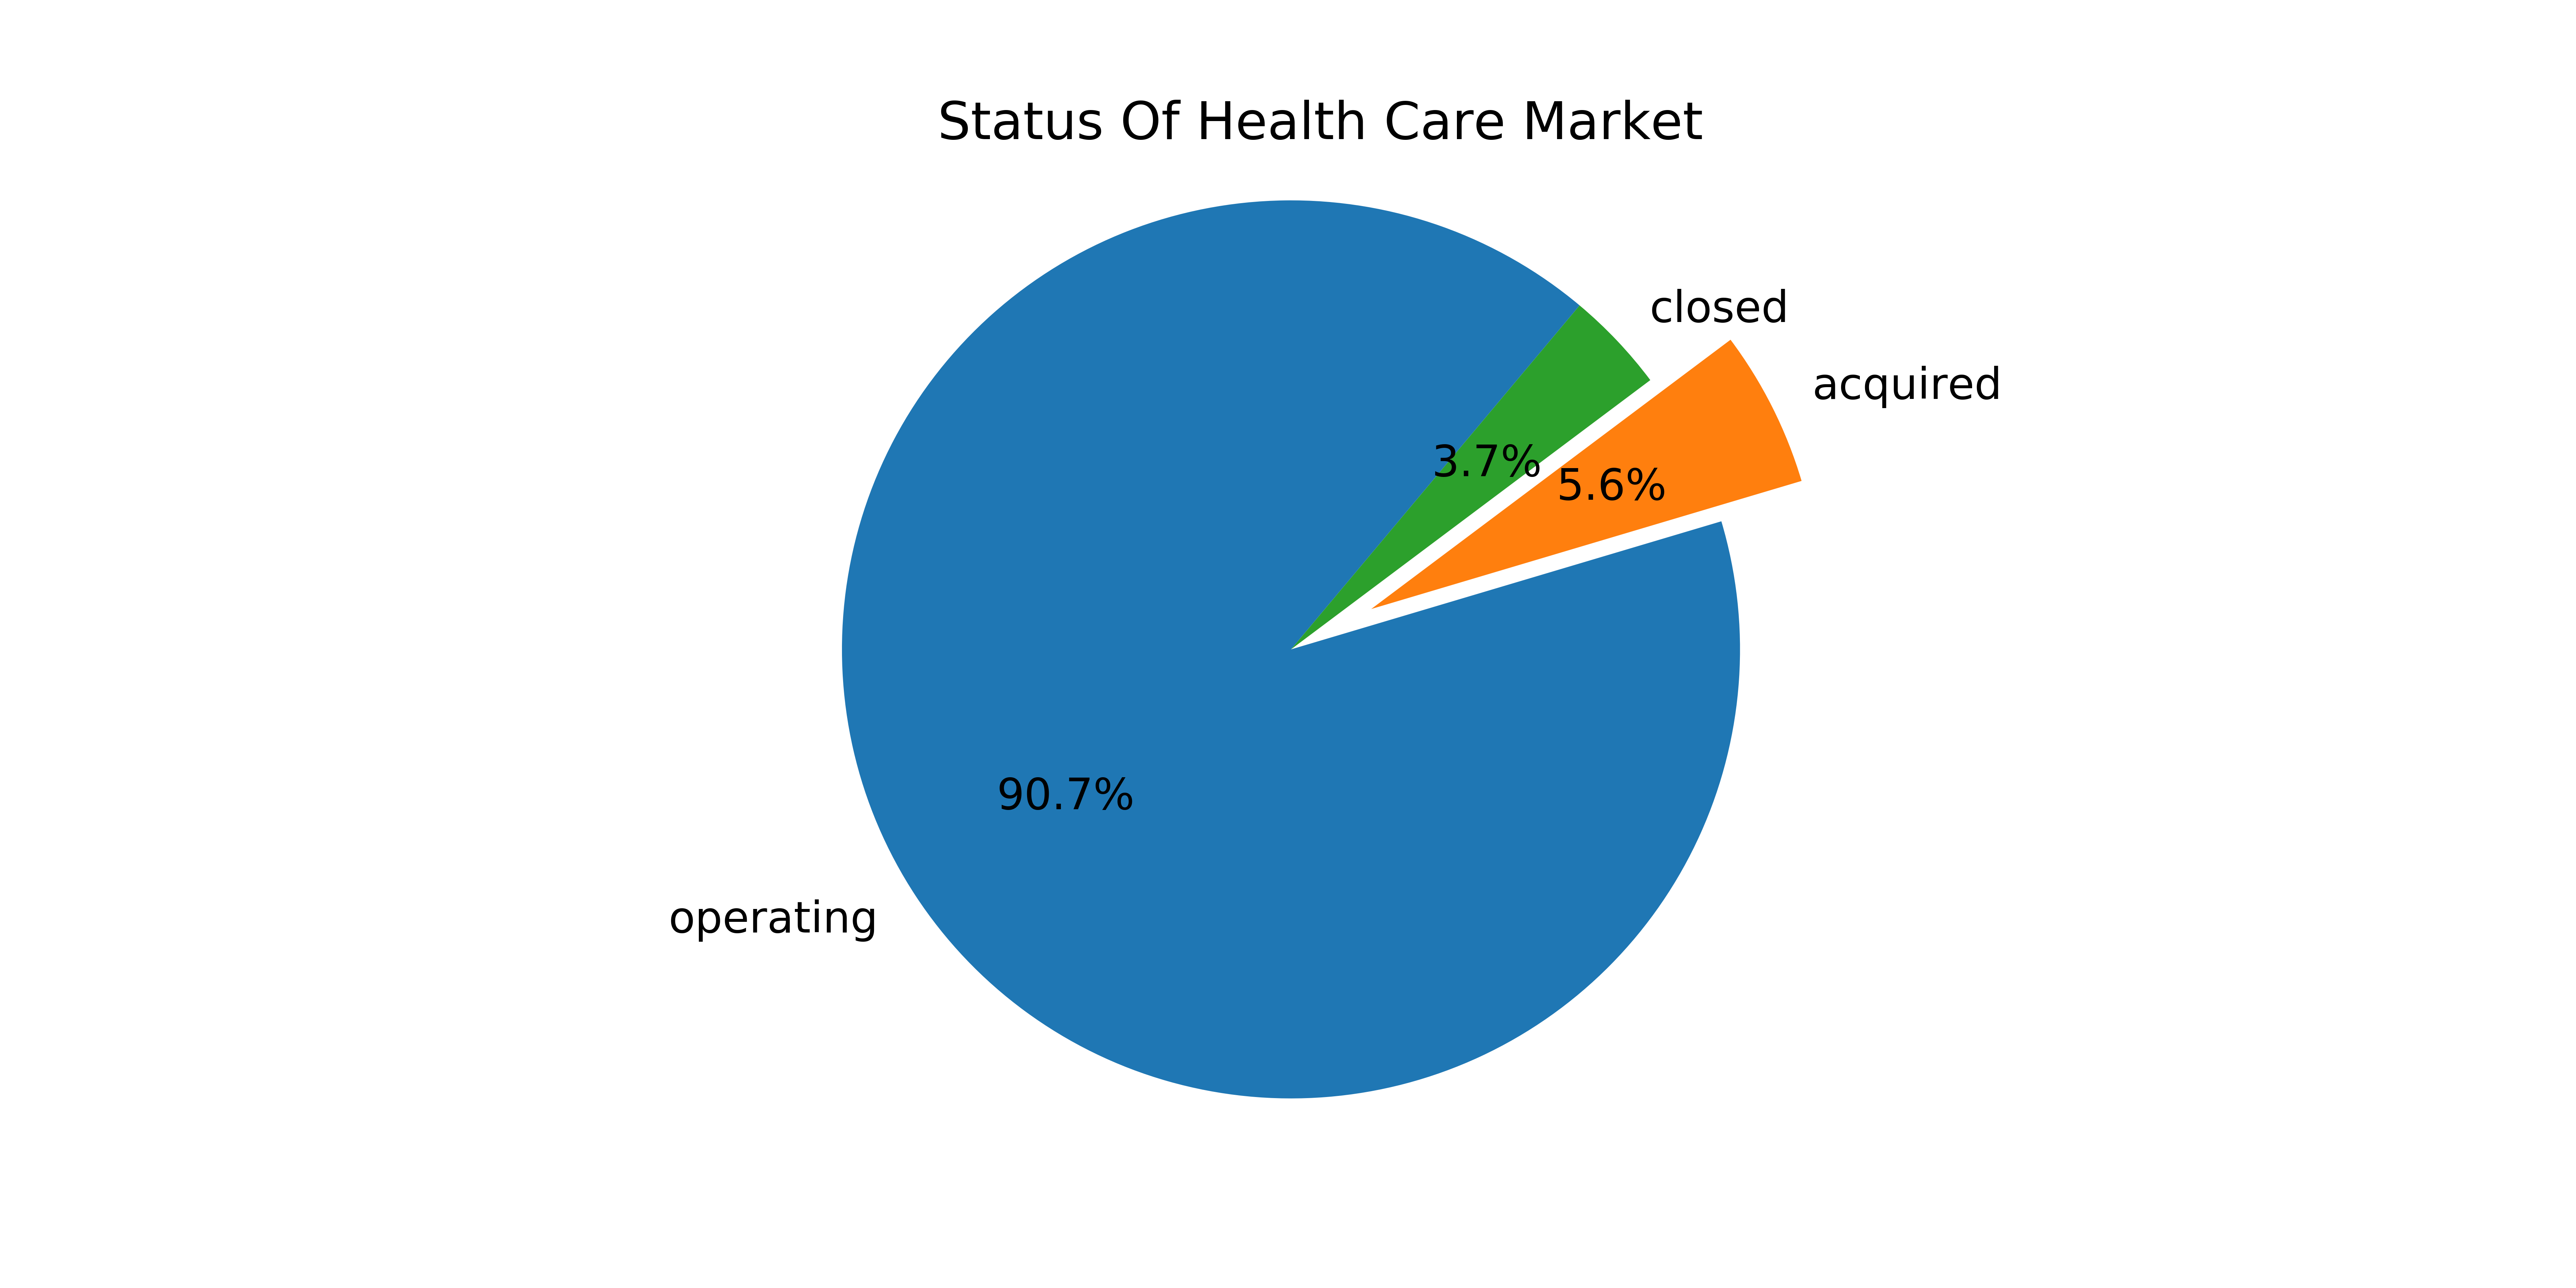 Status Of Health Care Market
closed
acquired
3.7%
5.6%
90.7%
operating